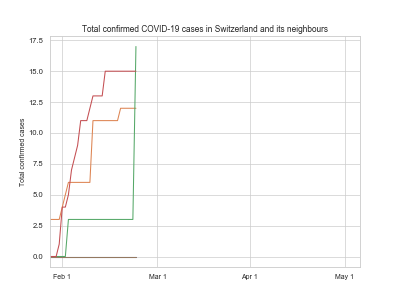 Total confirmed COVID-19 cases in Switzerland and its neighbours
17.5
15.0
12.5
10.0
7.5
5.0
2.5
0.0
Total confirmed cases
Feb 1
Mar 1
Apr 1
May 1